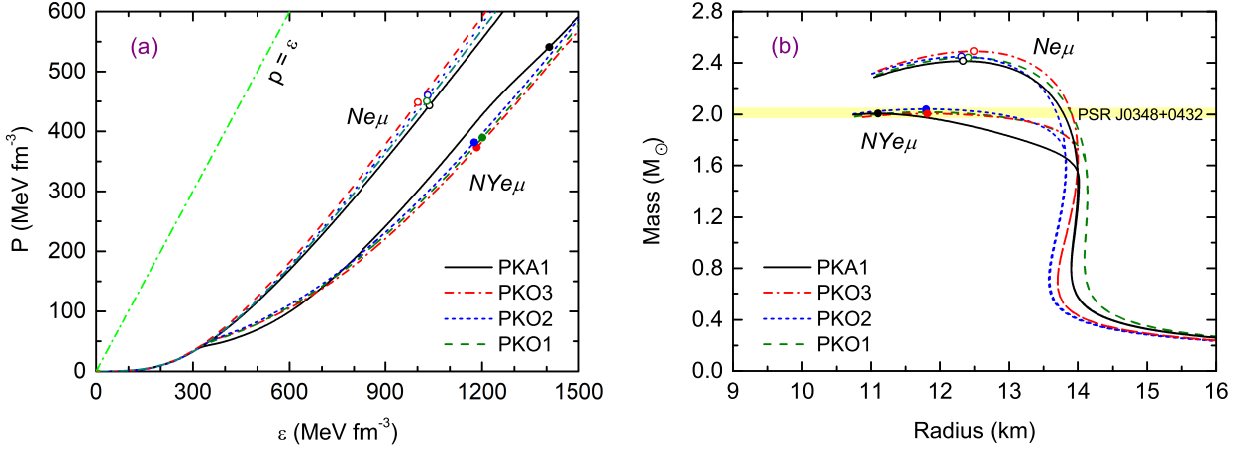 (a)
p = ε
Neμ
NYeμ
PKA1
PKO3
PKO2
PKO1
P (MeV fm⁻³)
600
500
400
300
200
100
0
0 300 600 900 1200 1500
ε (MeV fm⁻³)
(b)
Neμ
PSR J0348+0432
NYeμ
PKA1
PKO3
PKO2
PKO1
Mass (M⊙)
2.8
2.4
2.0
1.6
1.2
0.8
0.4
0.0
9 10 11 12 13 14 15 16
Radius (km)